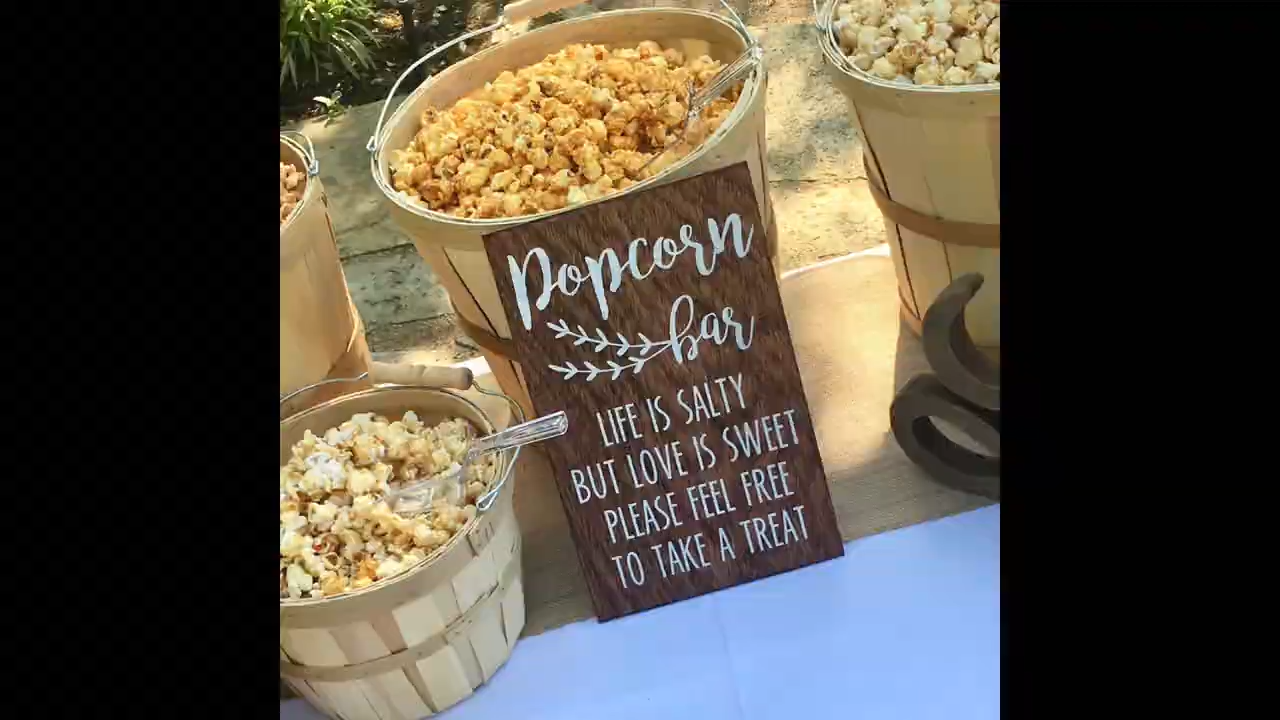 Popcorn
bar
LIFE IS SALTY
BUT LOVE IS SWEET
PLEASE FEEL FREE
TO TAKE A TREAT